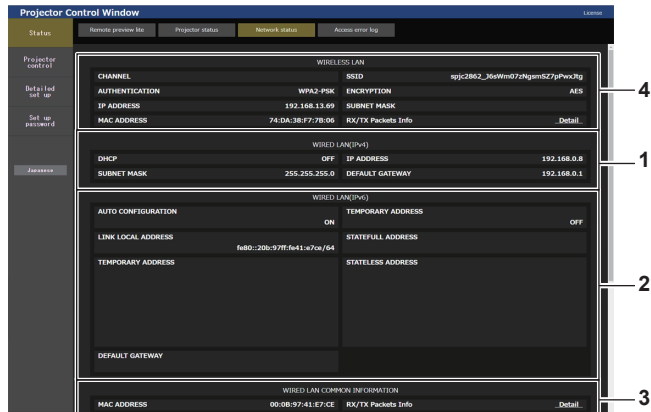 Projector Control Window
License
Status
Remote preview lite
Projector status
Network status
Access error log
Projector
control
Detailed
set up
Set up
password
Japanese
WIRELESS LAN
CHANNEL
SSID spjc2862_J6sWm07zNgsmSZ7pPwxJtg
AUTHENTICATION WPA2-PSK ENCRYPTION AES
IP ADDRESS 192.168.13.69 SUBNET MASK
MAC ADDRESS 74:DA:38:F7:7B:06 RX/TX Packets Info Detail
4
WIRED LAN(IPv4)
DHCP OFF IP ADDRESS 192.168.0.8
SUBNET MASK 255.255.255.0 DEFAULT GATEWAY 192.168.0.1
1
WIRED LAN(IPv6)
AUTO CONFIGURATION ON
TEMPORARY ADDRESS OFF
LINK LOCAL ADDRESS fe80::20b:97ff:fe41:e7ce/64
STATEFULL ADDRESS
TEMPORARY ADDRESS
STATELESS ADDRESS
DEFAULT GATEWAY
2
WIRED LAN COMMON INFORMATION
MAC ADDRESS 00:0B:97:41:E7:CE RX/TX Packets Info Detail
3